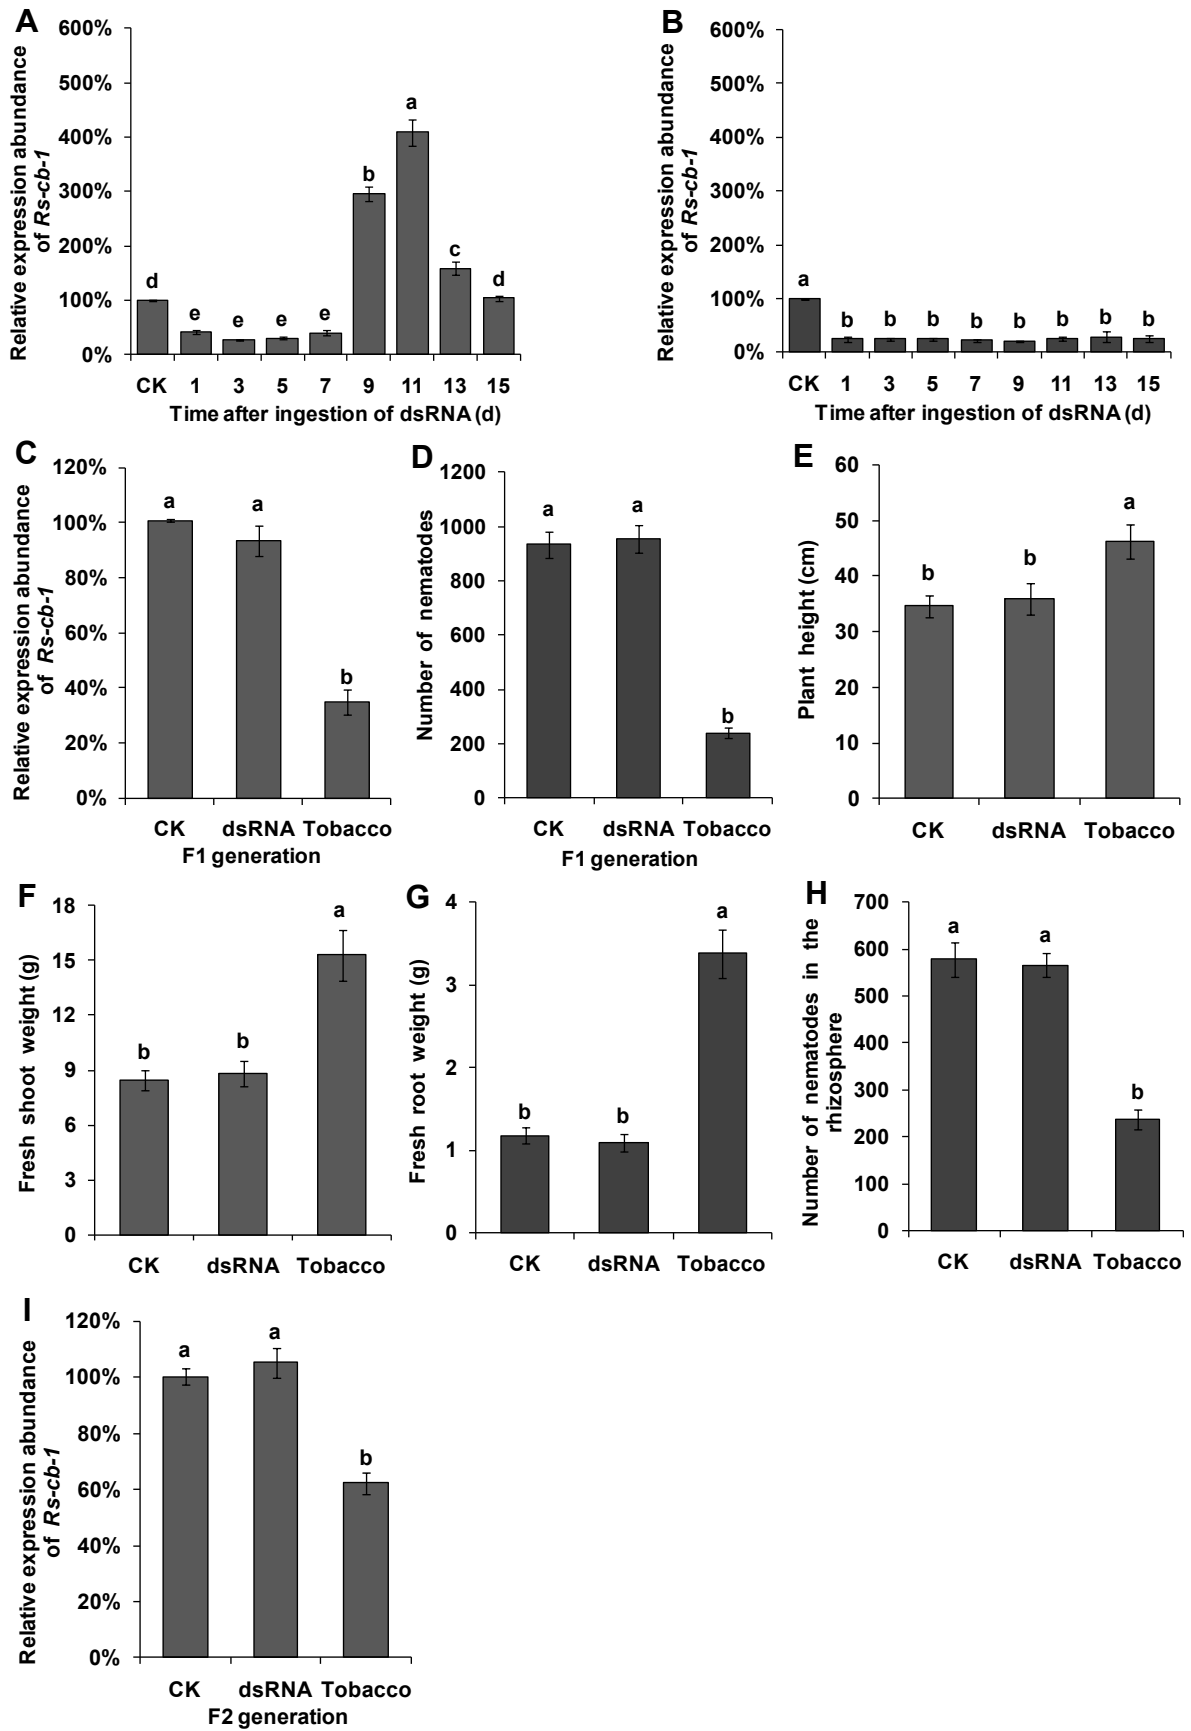 A
Relative expression abundance
of Rs-cb-1
600%
500%
400%
300%
200%
100%
0%
d
e
e
e
e
b
a
c
d
CK 1 3 5 7 9 11 13 15
Time after ingestion of dsRNA (d)
B
Relative expression abundance
of Rs-cb-1
600%
500%
400%
300%
200%
100%
0%
a
b
b
b
b
b
b
b
b
CK 1 3 5 7 9 11 13 15
Time after ingestion of dsRNA (d)
C
Relative expression abundance
of Rs-cb-1
120%
100%
80%
60%
40%
20%
0%
a
a
b
CK dsRNA Tobacco
F1 generation
D
Number of nematodes
1200
1000
800
600
400
200
0
a
a
b
CK dsRNA Tobacco
F1 generation
E
Plant height (cm)
60
50
40
30
20
10
0
b
b
a
CK dsRNA Tobacco
F
Fresh shoot weight (g)
18
15
12
9
6
3
0
b
b
a
CK dsRNA Tobacco
G
Fresh root weight (g)
4
3
2
1
0
b
b
a
CK dsRNA Tobacco
H
Number of nematodes in the
rhizosphere
700
600
500
400
300
200
100
0
a
a
b
CK dsRNA Tobacco
I
Relative expression abundance
of Rs-cb-1
120%
100%
80%
60%
40%
20%
0%
a
a
b
CK dsRNA Tobacco
F2 generation